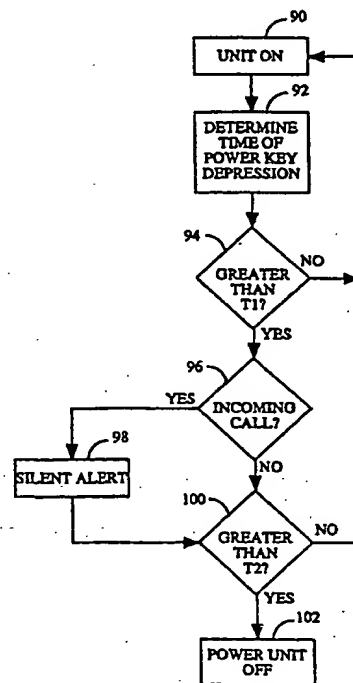 90
UNIT ON
92
DETERMINE
TIME OF
POWER KEY
DEPRESSION
94
GREATER
THAN
T1?
NO
YES
96
INCOMING
CALL?
YES
NO
98
SILENT ALERT
100
GREATER
THAN
T2?
NO
YES
102
POWER UNIT
OFF